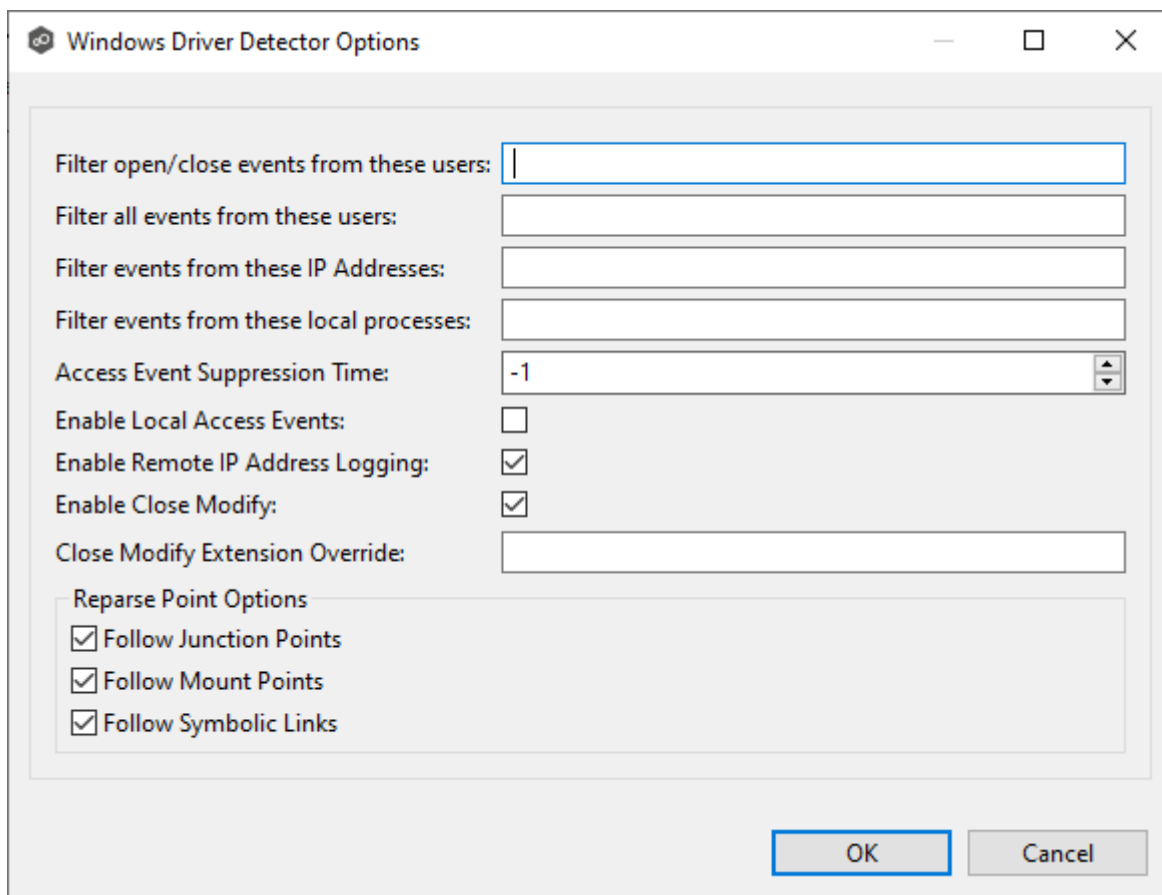 Windows Driver Detector Options
Filter open/close events from these users:
Filter all events from these users:
Filter events from these IP Addresses:
Filter events from these local processes:
Access Event Suppression Time: -1
Enable Local Access Events:
Enable Remote IP Address Logging:
Enable Close Modify:
Close Modify Extension Override:
Reparse Point Options
Follow Junction Points
Follow Mount Points
Follow Symbolic Links
OK Cancel